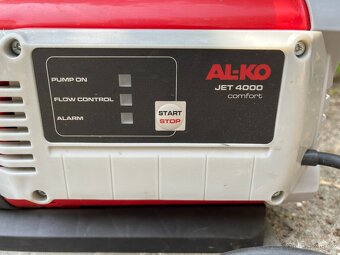 PUMP ON
FLOW CONTROL
ALARM
START
STOP
AL-KO
JET 4000
comfort